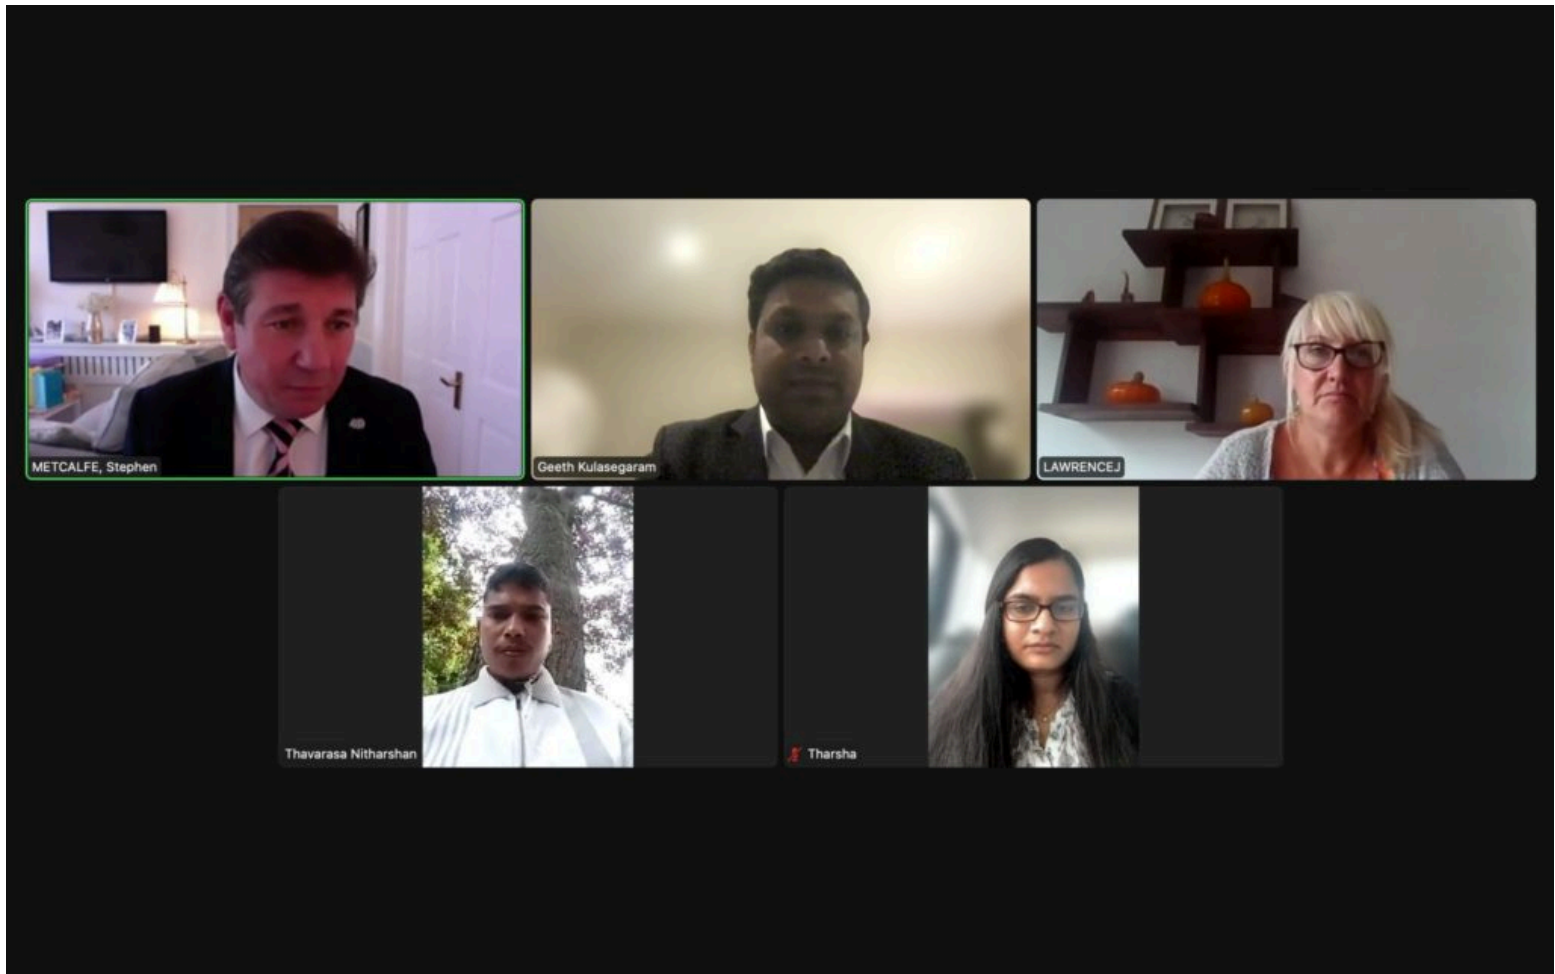 METCALFE, Stephen
Geeth Kulasegaram
LAWRENCEJ
Thavarasa Nitharshan
Tharsha